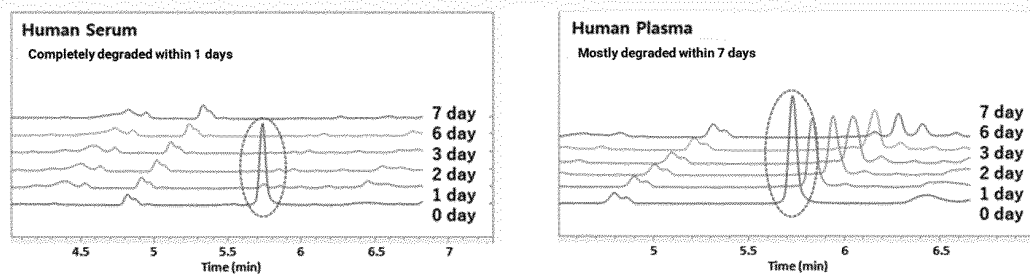 Human Serum
Completely degraded within 1 days
7 day
6 day
3 day
2 day
1 day
0 day
4.5 5 5.5 6 6.5 7
Time (min)
Human Plasma
Mostly degraded within 7 days
7 day
6 day
3 day
2 day
1 day
0 day
5 5.5 6 6.5
Time (min)